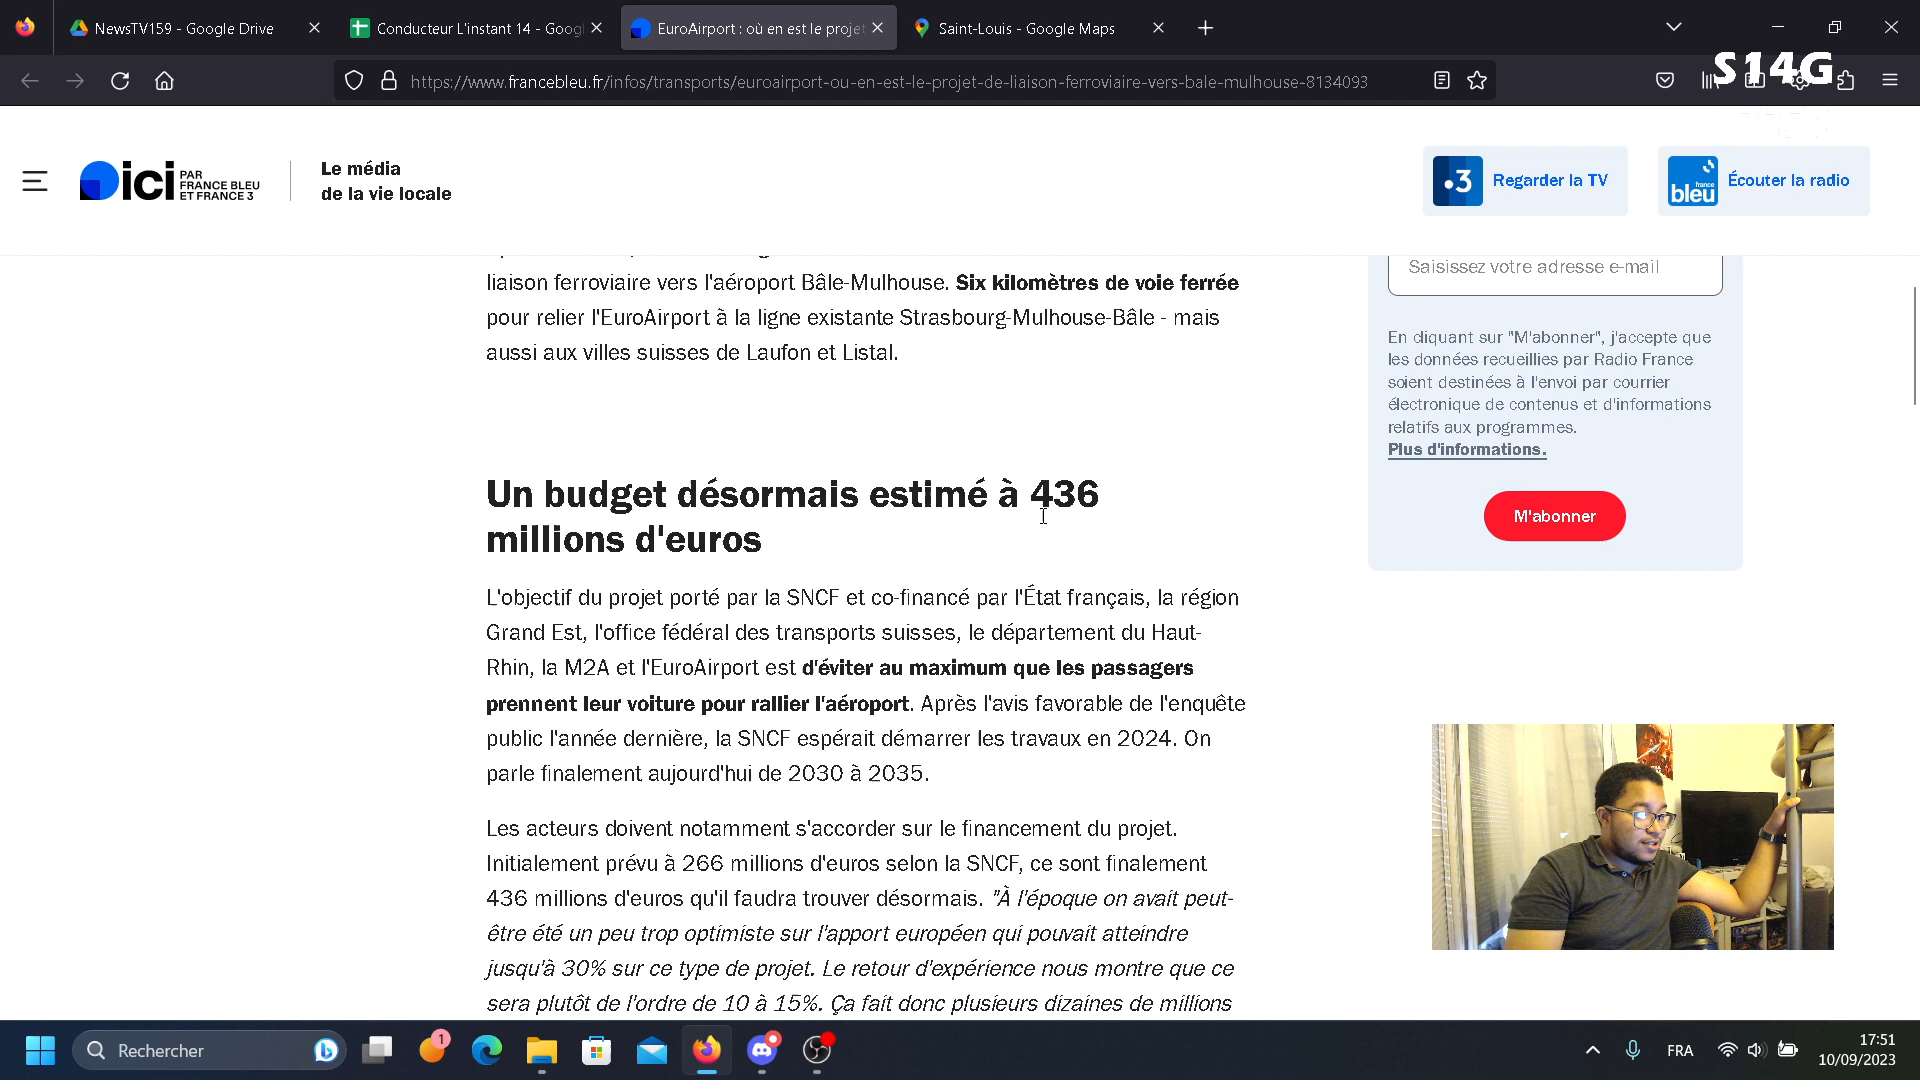 NewsTV159 - Google Drive
Conducteur L'instant 14 - Goog
EuroAirport : où en est le projet
Saint-Louis - Google Maps
https://www.francebleu.fr/infos/transports/euroairport-ou-en-est-le-projet-de-liaison-ferroviaire-vers-bale-mulhouse-8134093
S14G
ici PAR
FRANCE BLEU
ET FRANCE 3
Le média
de la vie locale
.3 Regarder la TV
france
bleu Écouter la radio
liaison ferroviaire vers l'aéroport Bâle-Mulhouse. Six kilomètres de voie ferrée
pour relier l'EuroAirport à la ligne existante Strasbourg-Mulhouse-Bâle - mais
aussi aux villes suisses de Laufon et Listal.
Un budget désormais estimé à 436
millions d'euros
L'objectif du projet porté par la SNCF et co-financé par l'État français, la région
Grand Est, l'office fédéral des transports suisses, le département du Haut-
Rhin, la M2A et l'EuroAirport est d'éviter au maximum que les passagers
prennent leur voiture pour rallier l'aéroport. Après l'avis favorable de l'enquête
public l'année dernière, la SNCF espérait démarrer les travaux en 2024. On
parle finalement aujourd'hui de 2030 à 2035.
Les acteurs doivent notamment s'accorder sur le financement du projet.
Initialement prévu à 266 millions d'euros selon la SNCF, ce sont finalement
436 millions d'euros qu'il faudra trouver désormais. "À l'époque on avait peut-
être été un peu trop optimiste sur l'apport européen qui pouvait atteindre
jusqu'à 30% sur ce type de projet. Le retour d'expérience nous montre que ce
sera plutôt de l'ordre de 10 à 15%. Ça fait donc plusieurs dizaines de millions
Saisissez votre adresse e-mail
En cliquant sur "M'abonner", j'accepte que
les données recueillies par Radio France
soient destinées à l'envoi par courrier
électronique de contenus et d'informations
relatifs aux programmes.
Plus d'informations.
M'abonner
Rechercher
1
FRA
17:51
10/09/2023